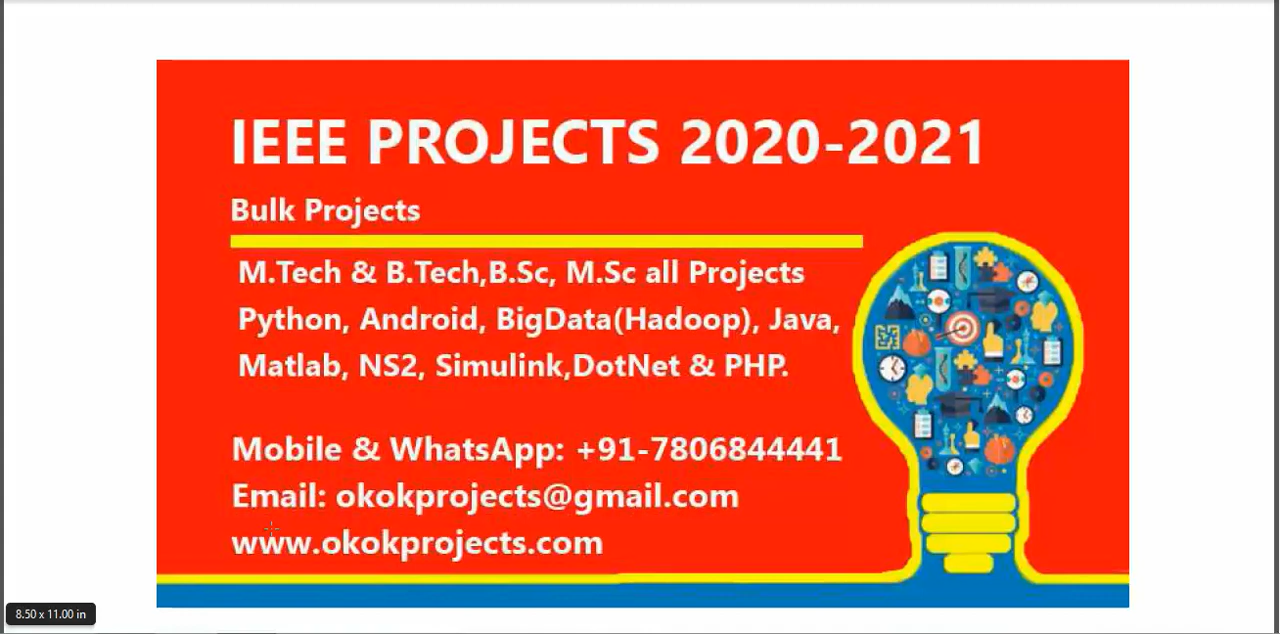 IEEE PROJECTS 2020-2021
Bulk Projects
M.Tech & B.Tech,B.Sc, M.Sc all Projects
Python, Android, BigData(Hadoop), Java,
Matlab, NS2, Simulink,DotNet & PHP.
Mobile & WhatsApp: +91-7806844441
Email: okokprojects@gmail.com
www.okokprojects.com
8.50 x 11.00 in